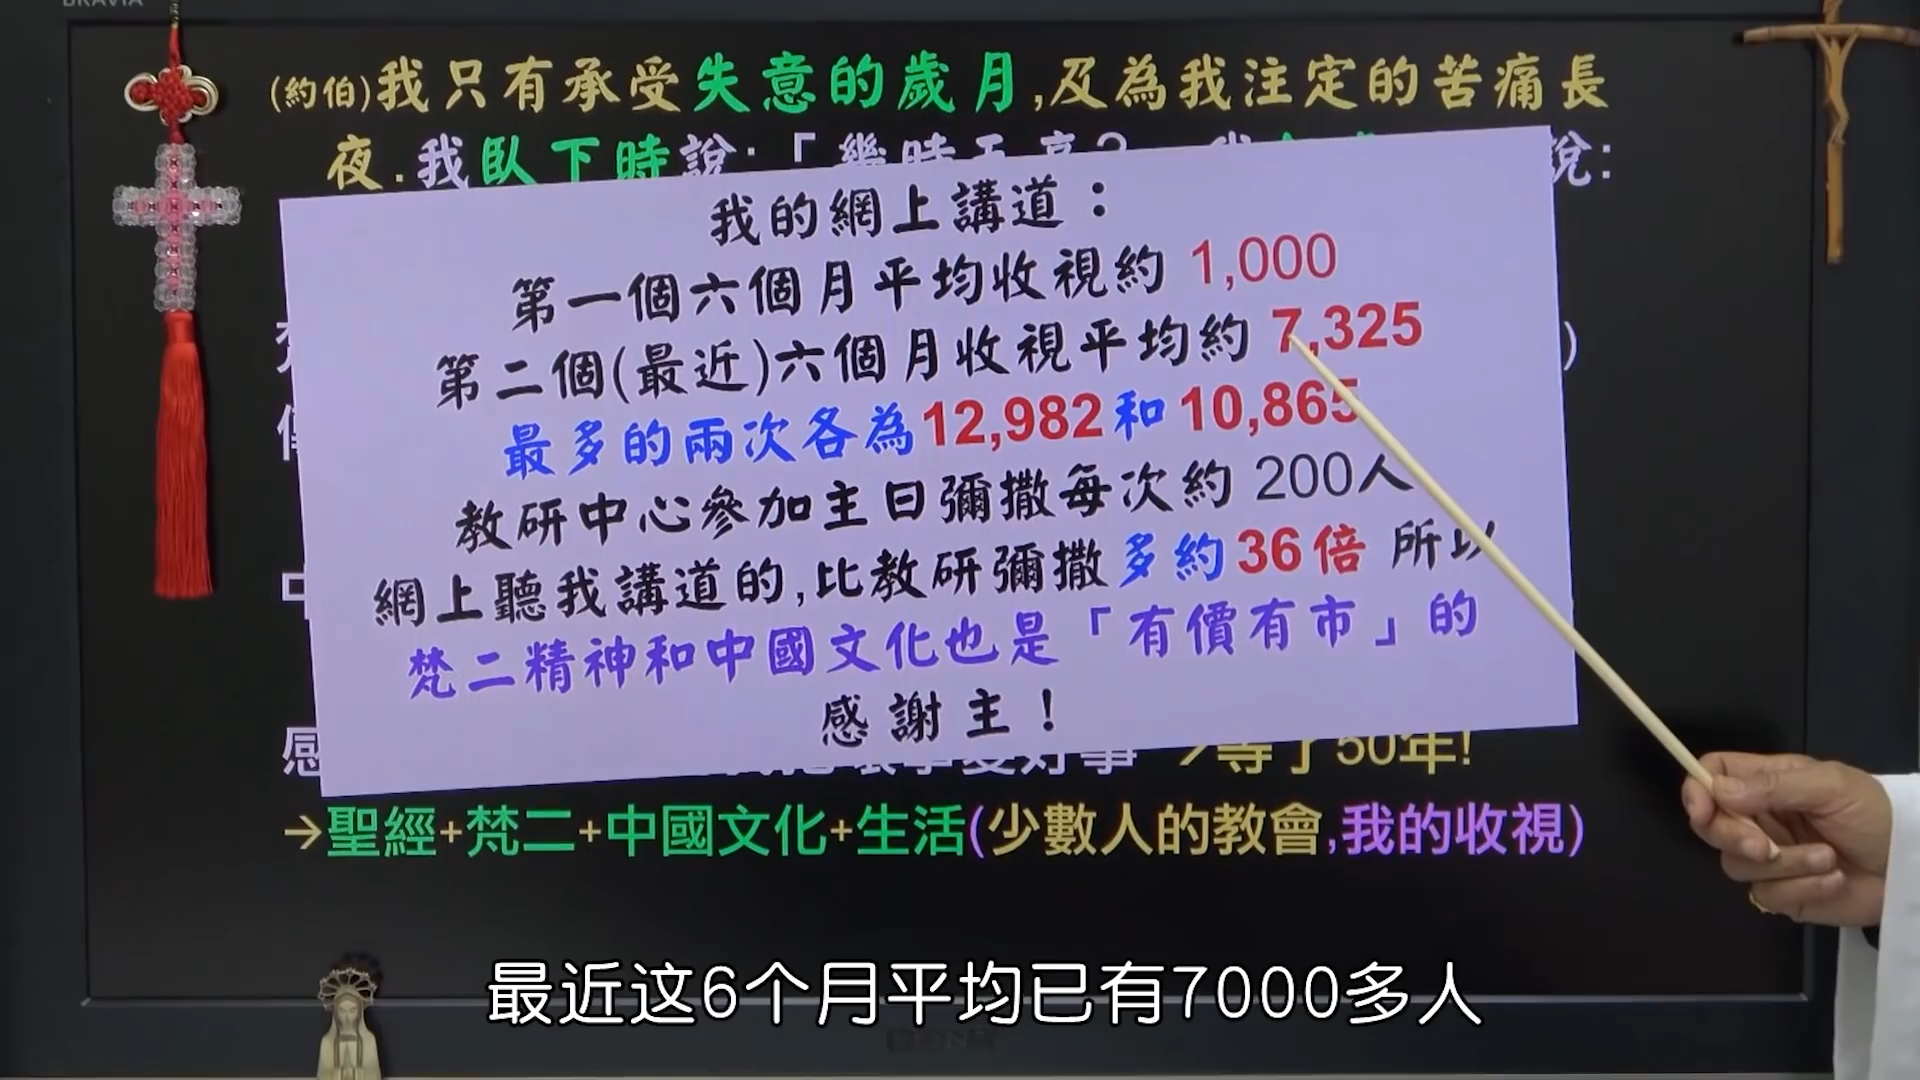 BRAVIA
(約伯)我只有承受失意的歲月,及為我注定的苦痛長
夜.我臥下時說:「幾時天亮?
說:
我的網上講道：
第一個六個月平均收視約 1,000
第二個(最近)六個月收視平均約 7,325
最多的兩次各為12,982和10,865
教研中心參加主日彌撒每次約 200人
網上聽我講道的,比教研彌撒多約36倍 所以
梵二精神和中國文化也是「有價有市」的
感謝主！
感
好事 →等了50年!
→聖經+梵二+中國文化+生活(少數人的教會,我的收視)
最近这6个月平均已有7000多人